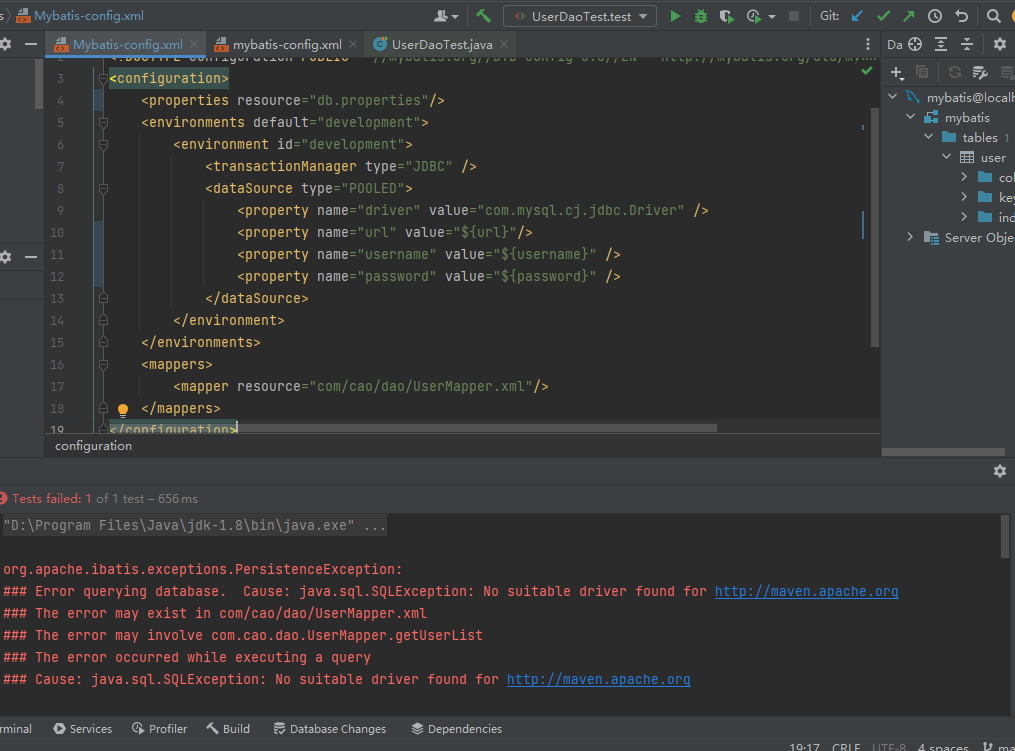 Mybatis-config.xml
UserDaoTest.test
Git:
Mybatis-config.xml
mybatis-config.xml
UserDaoTest.java
Da
3 <configuration>
4 <properties resource="db.properties"/>
5 <environments default="development">
6 <environment id="development">
7 <transactionManager type="JDBC" />
8 <dataSource type="POOLED">
9 <property name="driver" value="com.mysql.cj.jdbc.Driver" />
10 <property name="url" value="${url}"/>
11 <property name="username" value="${username}" />
12 <property name="password" value="${password}" />
13 </dataSource>
14 </environment>
15 </environments>
16 <mappers>
17 <mapper resource="com/cao/dao/UserMapper.xml"/>
18 </mappers>
19 </configuration>
configuration
mybatis@localh
mybatis
tables 1
user
col
key
ind
Server Obje
Tests failed: 1 of 1 test – 656 ms
"D:\Program Files\Java\jdk-1.8\bin\java.exe" ...
org.apache.ibatis.exceptions.PersistenceException:
### Error querying database.  Cause: java.sql.SQLException: No suitable driver found for http://maven.apache.org
### The error may exist in com/cao/dao/UserMapper.xml
### The error may involve com.cao.dao.UserMapper.getUserList
### The error occurred while executing a query
### Cause: java.sql.SQLException: No suitable driver found for http://maven.apache.org
rminal
Services
Profiler
Build
Database Changes
Dependencies
19:17 CRLF UTF-8 4 spaces ma